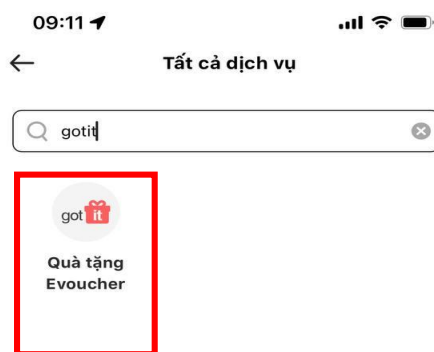 09:11
Tất cả dịch vụ
gotit
got it
Quà tặng
Evoucher